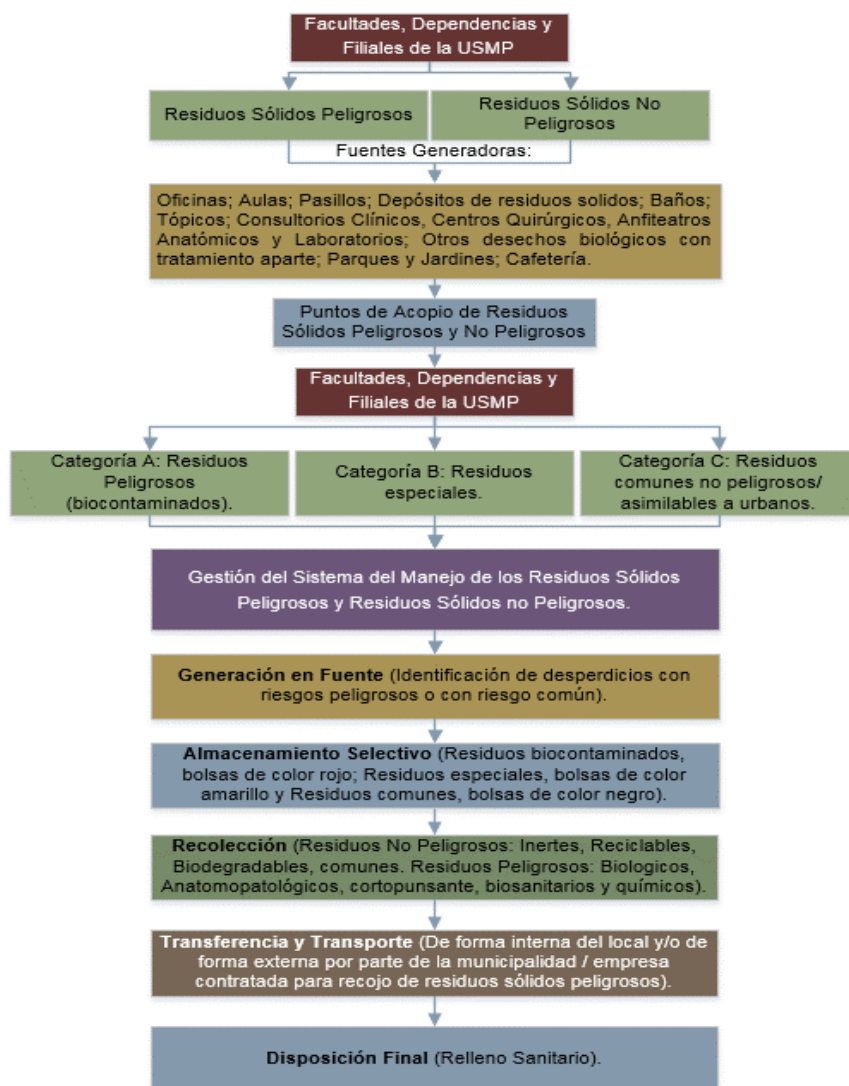 Facultades, Dependencias y
Filiales de la USMP
Residuos Sólidos Peligrosos
Residuos Sólidos No
Peligrosos
Fuentes Generadoras:
Oficinas; Aulas; Pasillos; Depósitos de residuos solidos; Baños;
Tópicos; Consultorios Clínicos, Centros Quirúrgicos, Anfiteatros
Anatómicos y Laboratorios; Otros desechos biológicos con
tratamiento aparte; Parques y Jardines; Cafetería.
Puntos de Acopio de Residuos
Sólidos Peligrosos y No Peligrosos
Facultades, Dependencias y
Filiales de la USMP
Categoría A: Residuos
Peligrosos
(biocontaminados).
Categoría B: Residuos
especiales.
Categoría C: Residuos
comunes no peligrosos/
asimilables a urbanos.
Gestión del Sistema del Manejo de los Residuos Sólidos
Peligrosos y Residuos Sólidos no Peligrosos.
Generación en Fuente (Identificación de desperdicios con
riesgos peligrosos o con riesgo común).
Almacenamiento Selectivo (Residuos biocontaminados,
bolsas de color rojo; Residuos especiales, bolsas de color
amarillo y Residuos comunes, bolsas de color negro).
Recolección (Residuos No Peligrosos: Inertes, Reciclables,
Biodegradables, comunes. Residuos Peligrosos: Biologicos,
Anatomopatológicos, cortopunsante, biosanitarios y químicos).
Transferencia y Transporte (De forma interna del local y/o de
forma externa por parte de la municipalidad / empresa
contratada para recojo de residuos sólidos peligrosos).
Disposición Final (Relleno Sanitario).